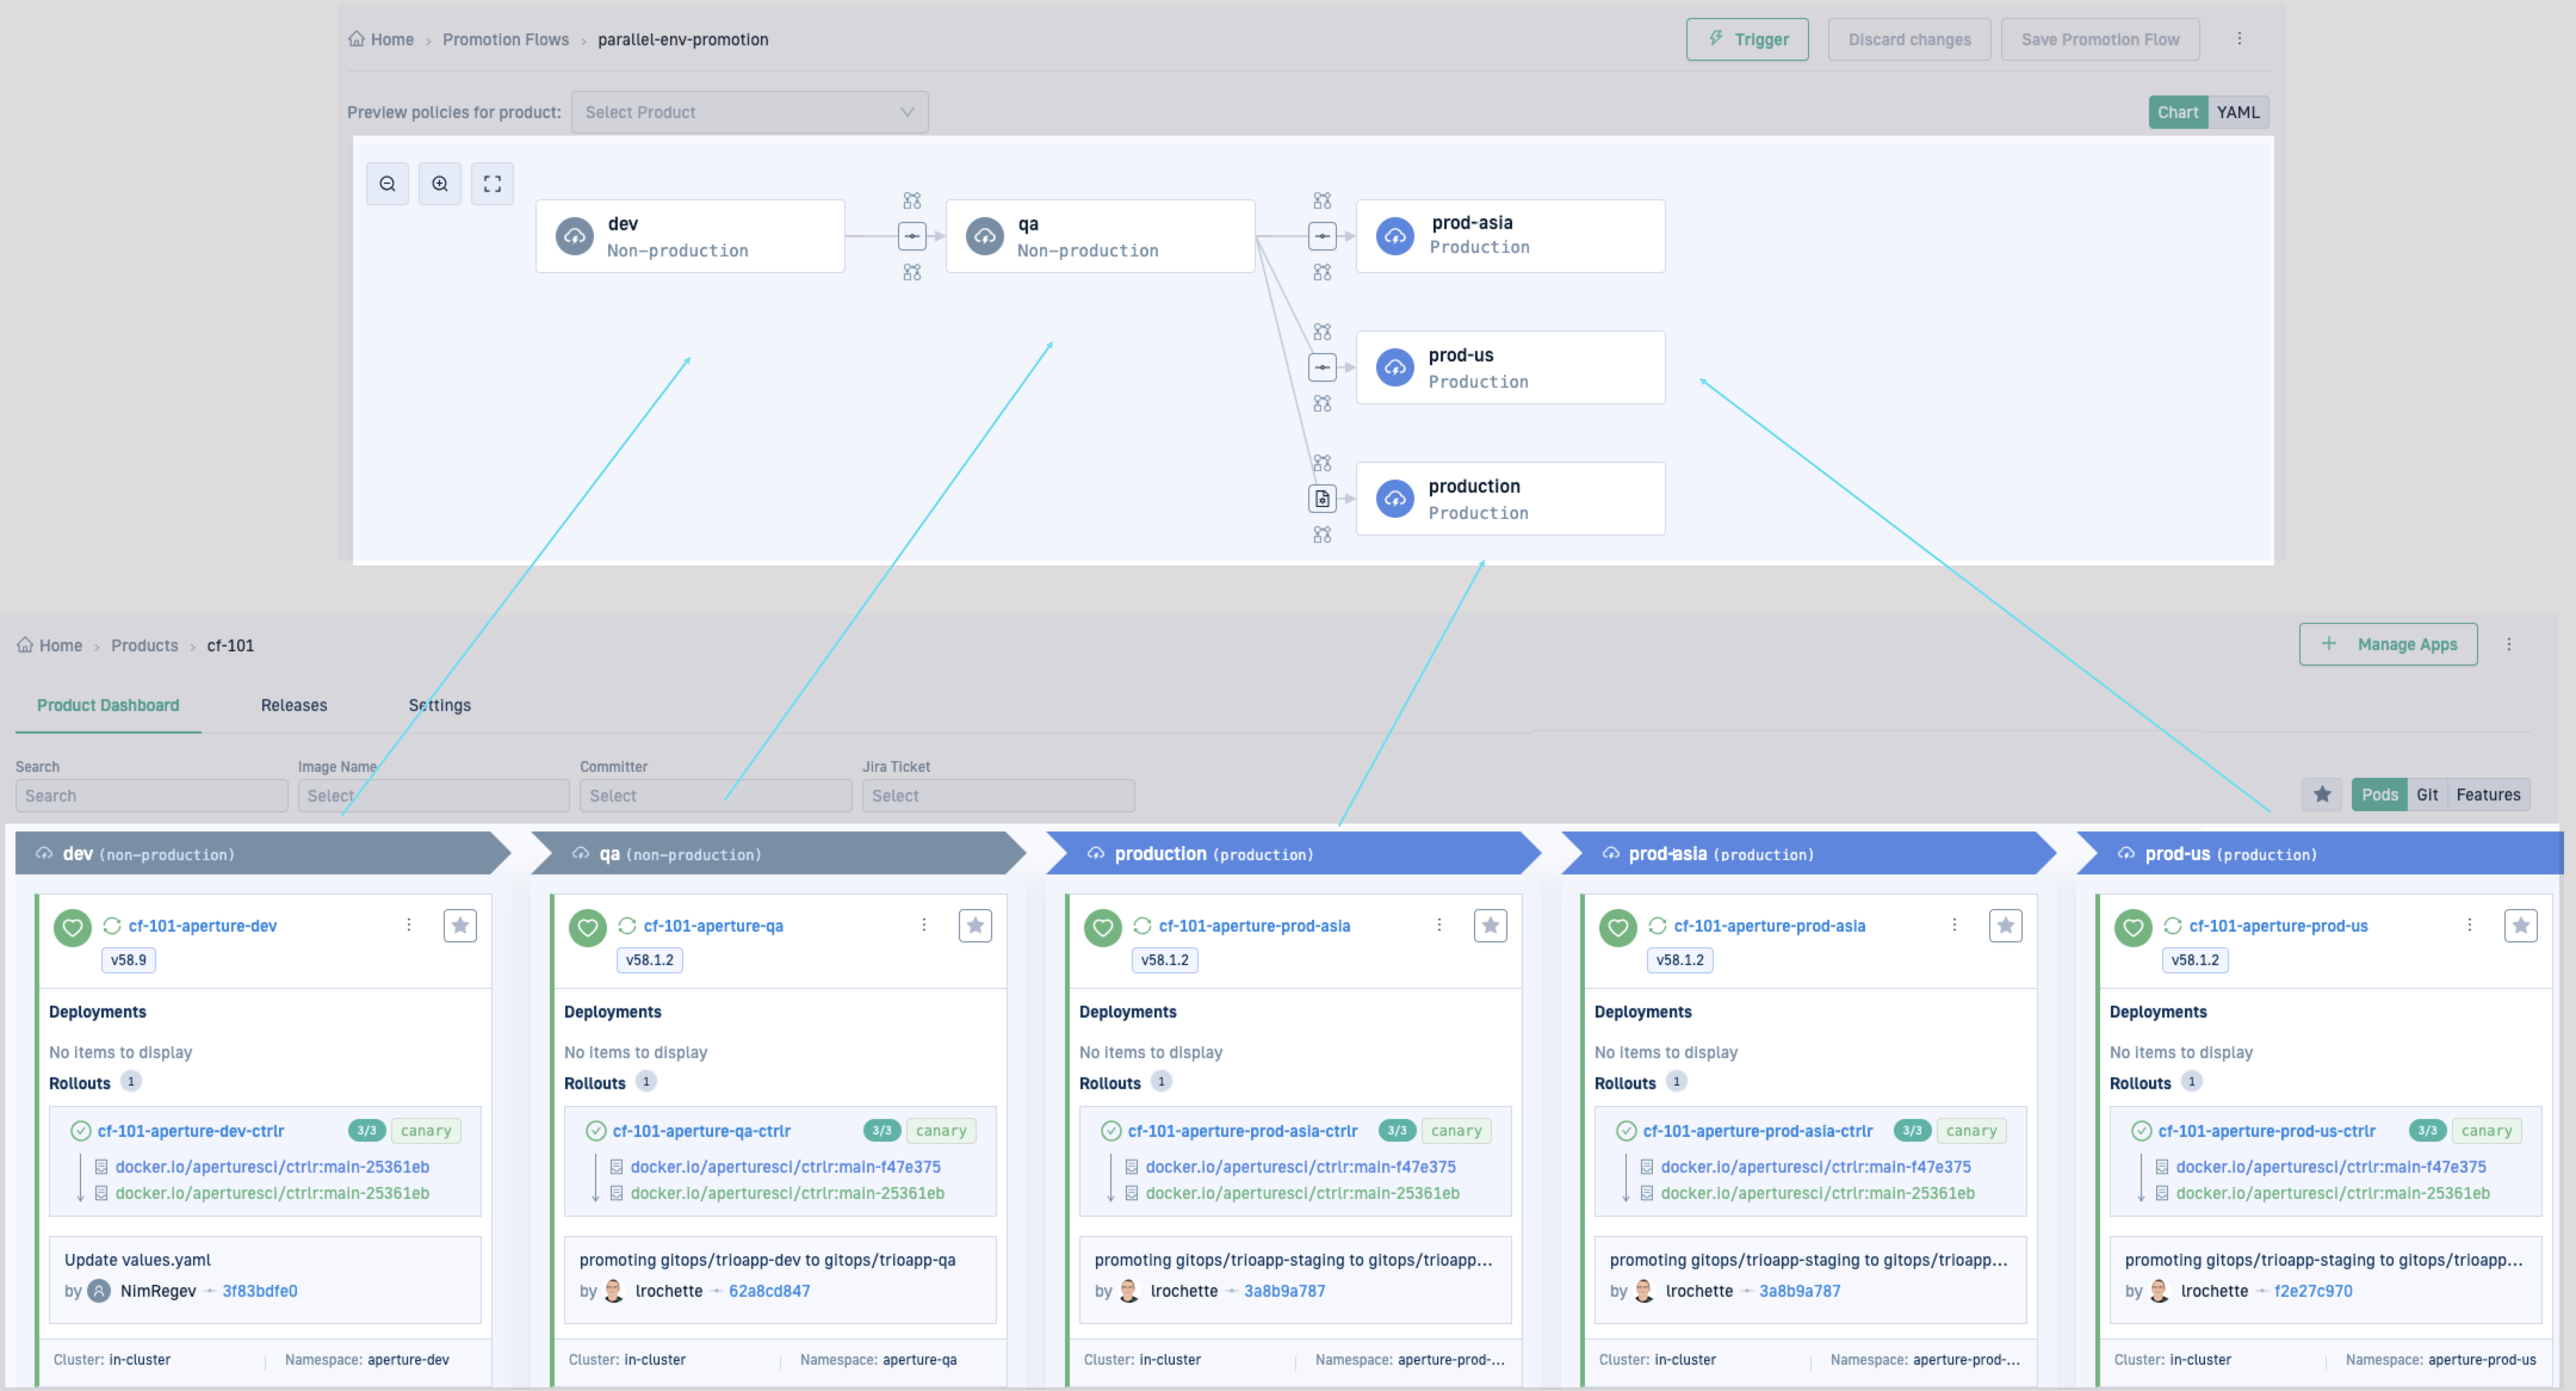 Home > Promotion Flows > parallel-env-promotion
Trigger
Discard changes
Save Promotion Flow
Preview policies for product:
Select Product
Chart
YAML
dev
Non-production
qa
Non-production
prod-asia
Production
prod-us
Production
production
Production
Home > Products > cf-101
+ Manage Apps
Product Dashboard
Releases
Settings
Search
Image Name
Committer
Jira Ticket
Search
Select
Select
Select
Pods
Git
Features
dev (non-production)
qa (non-production)
production (production)
prod-asia (production)
prod-us (production)
cf-101-aperture-dev
v58.9
Deployments
No items to display
Rollouts 1
cf-101-aperture-dev-ctrlr 3/3 canary
docker.io/aperturesci/ctrlr:main-25361eb
docker.io/aperturesci/ctrlr:main-25361eb
Update values.yaml
by NimRegev 3f83bdfe0
Cluster: in-cluster
Namespace: aperture-dev
cf-101-aperture-qa
v58.1.2
Deployments
No items to display
Rollouts 1
cf-101-aperture-qa-ctrlr 3/3 canary
docker.io/aperturesci/ctrlr:main-f47e375
docker.io/aperturesci/ctrlr:main-25361eb
promoting gitops/trioapp-dev to gitops/trioapp-qa
by lrochette 62a8cd847
Cluster: in-cluster
Namespace: aperture-qa
cf-101-aperture-prod-asia
v58.1.2
Deployments
No items to display
Rollouts 1
cf-101-aperture-prod-asia-ctrlr 3/3 canary
docker.io/aperturesci/ctrlr:main-f47e375
docker.io/aperturesci/ctrlr:main-25361eb
promoting gitops/trioapp-staging to gitops/trioapp...
by lrochette 3a8b9a787
Cluster: in-cluster
Namespace: aperture-prod-...
cf-101-aperture-prod-asia
v58.1.2
Deployments
No items to display
Rollouts 1
cf-101-aperture-prod-asia-ctrlr 3/3 canary
docker.io/aperturesci/ctrlr:main-f47e375
docker.io/aperturesci/ctrlr:main-25361eb
promoting gitops/trioapp-staging to gitops/trioapp...
by lrochette 3a8b9a787
Cluster: in-cluster
Namespace: aperture-prod-...
cf-101-aperture-prod-us
v58.1.2
Deployments
No items to display
Rollouts 1
cf-101-aperture-prod-us-ctrlr 3/3 canary
docker.io/aperturesci/ctrlr:main-f47e375
docker.io/aperturesci/ctrlr:main-25361eb
promoting gitops/trioapp-staging to gitops/trioapp...
by lrochette f2e27c970
Cluster: in-cluster
Namespace: aperture-prod-us